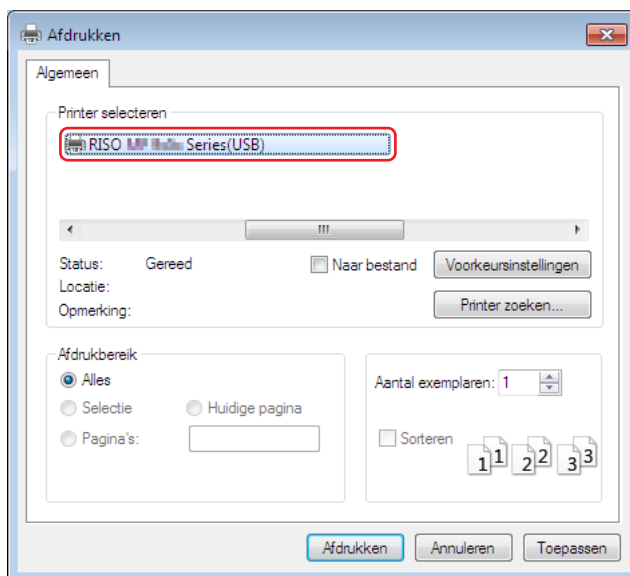 Afdrukken
Algemeen
Printer selecteren
RISO Series(USB)
Status: Gereed
Naar bestand
Voorkeursinstellingen
Locatie:
Opmerking:
Printer zoeken...
Afdrukbereik
Alles
Selectie
Huidige pagina
Pagina's:
Aantal exemplaren: 1
Sorteren
1 1 2 2 3 3
Afdrukken
Annuleren
Toepassen